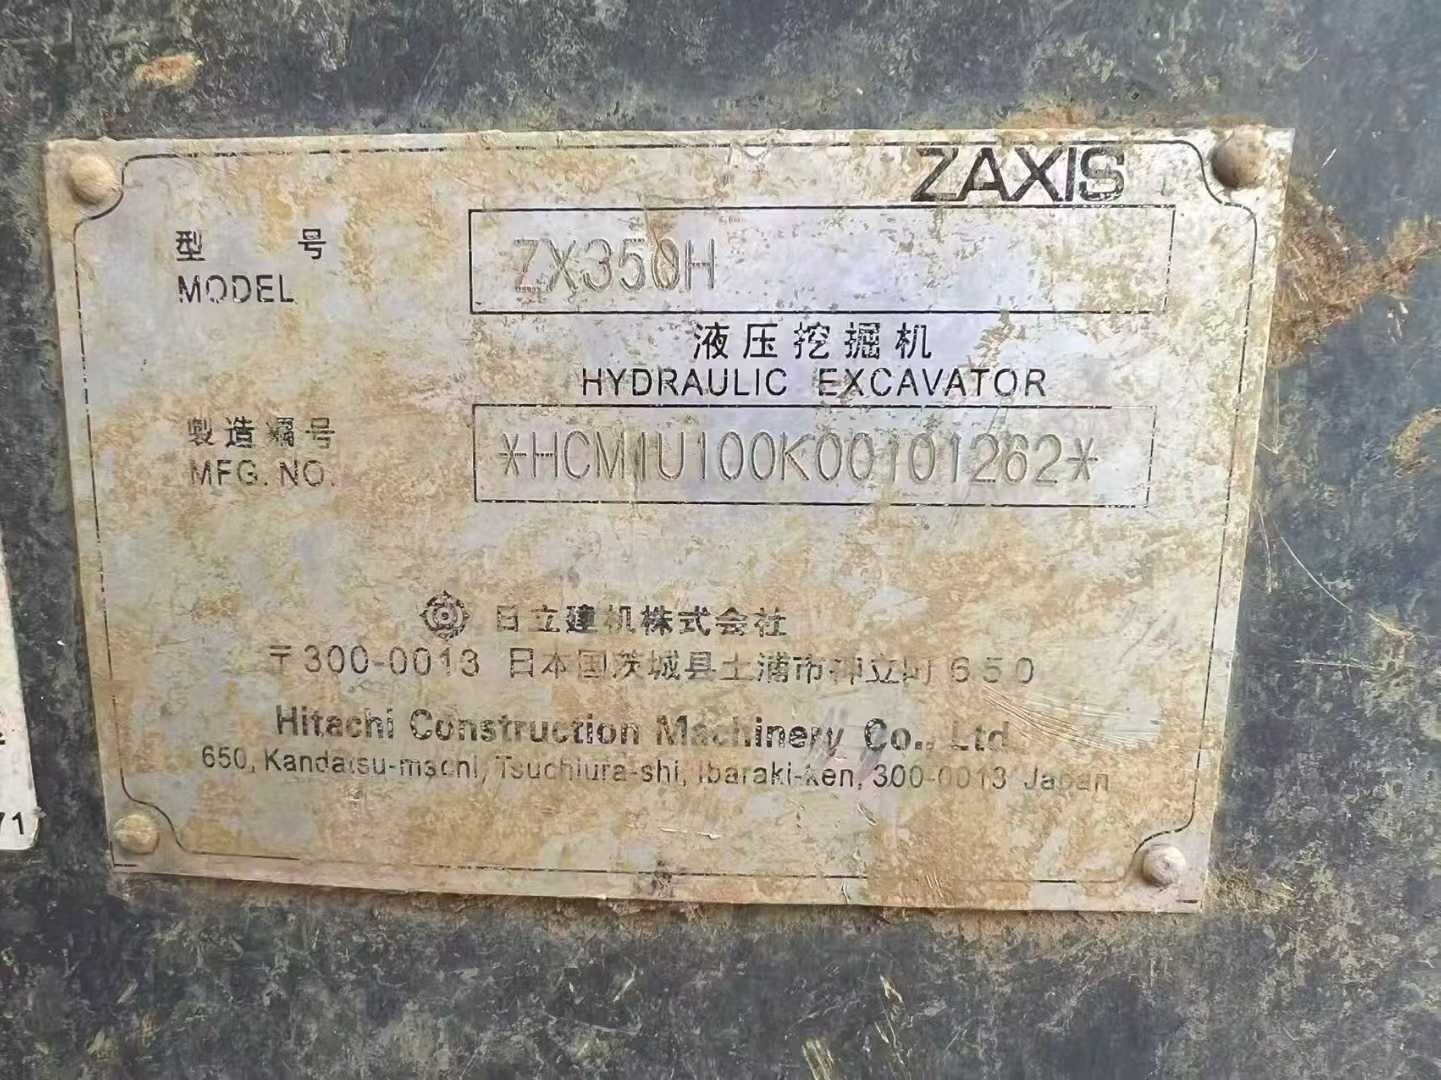 ZAXIS
型 号
MODEL
ZX350H
液压挖掘机
HYDRAULIC EXCAVATOR
製造编号
MFG. NO.
*HCM1U100K00101262*
日立建机株式会社
〒300-0013 日本国茨城县土浦市神立町650
Hitachi Construction Machinery Co., Ltd.
650, Kandatsu-machi, Tsuchiura-shi, Ibaraki-ken, 300-0013 Japan
71